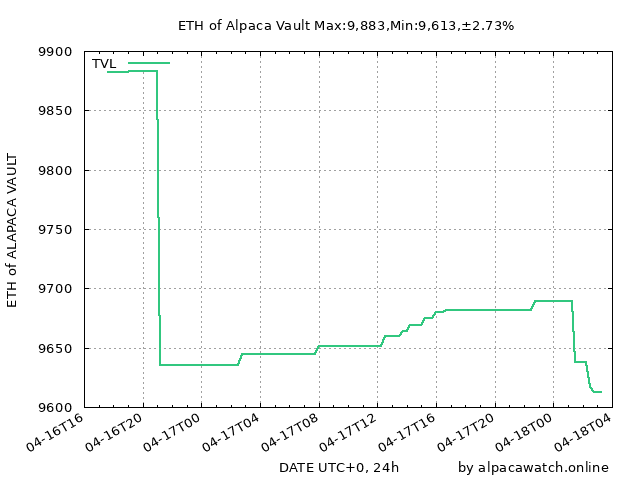 ETH of Alpaca Vault Max:9,883,Min:9,613,±2.73%
TVL
9900
9850
9800
9750
9700
9650
9600
ETH of ALAPACA VAULT
04-16T16
04-16T20
04-17T00
04-17T04
04-17T08
04-17T12
04-17T16
04-17T20
04-18T00
04-18T04
DATE UTC+0, 24h
by alpacawatch.online